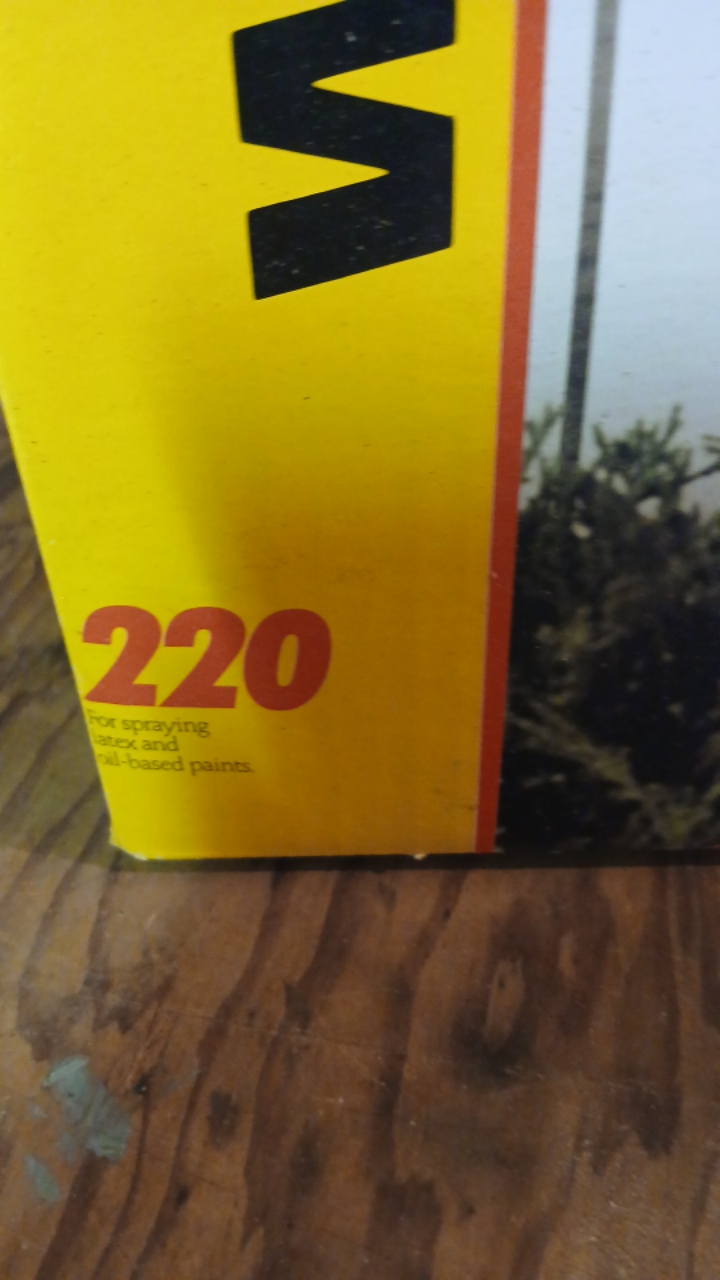 W
220
For spraying
latex and
oil-based paints.